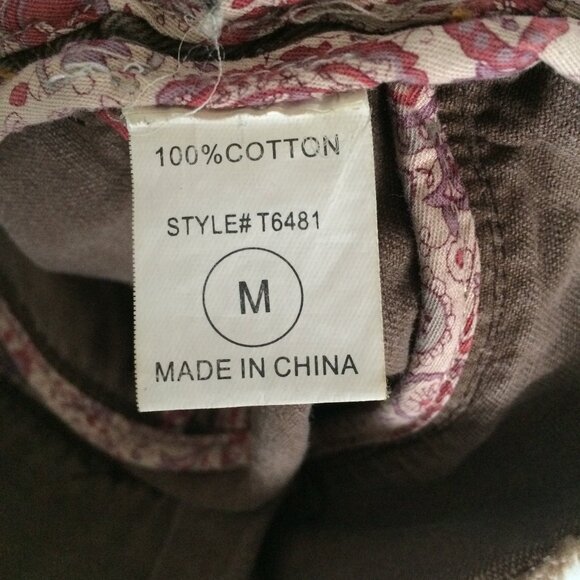 100%COTTON
STYLE# T6481
M
MADE IN CHINA